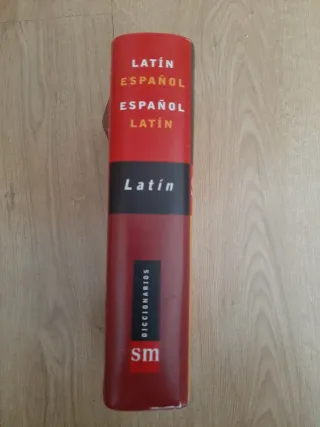 LATÍN
ESPAÑOL
ESPAÑOL
LATÍN
Latín
DICCIONARIOS
sm